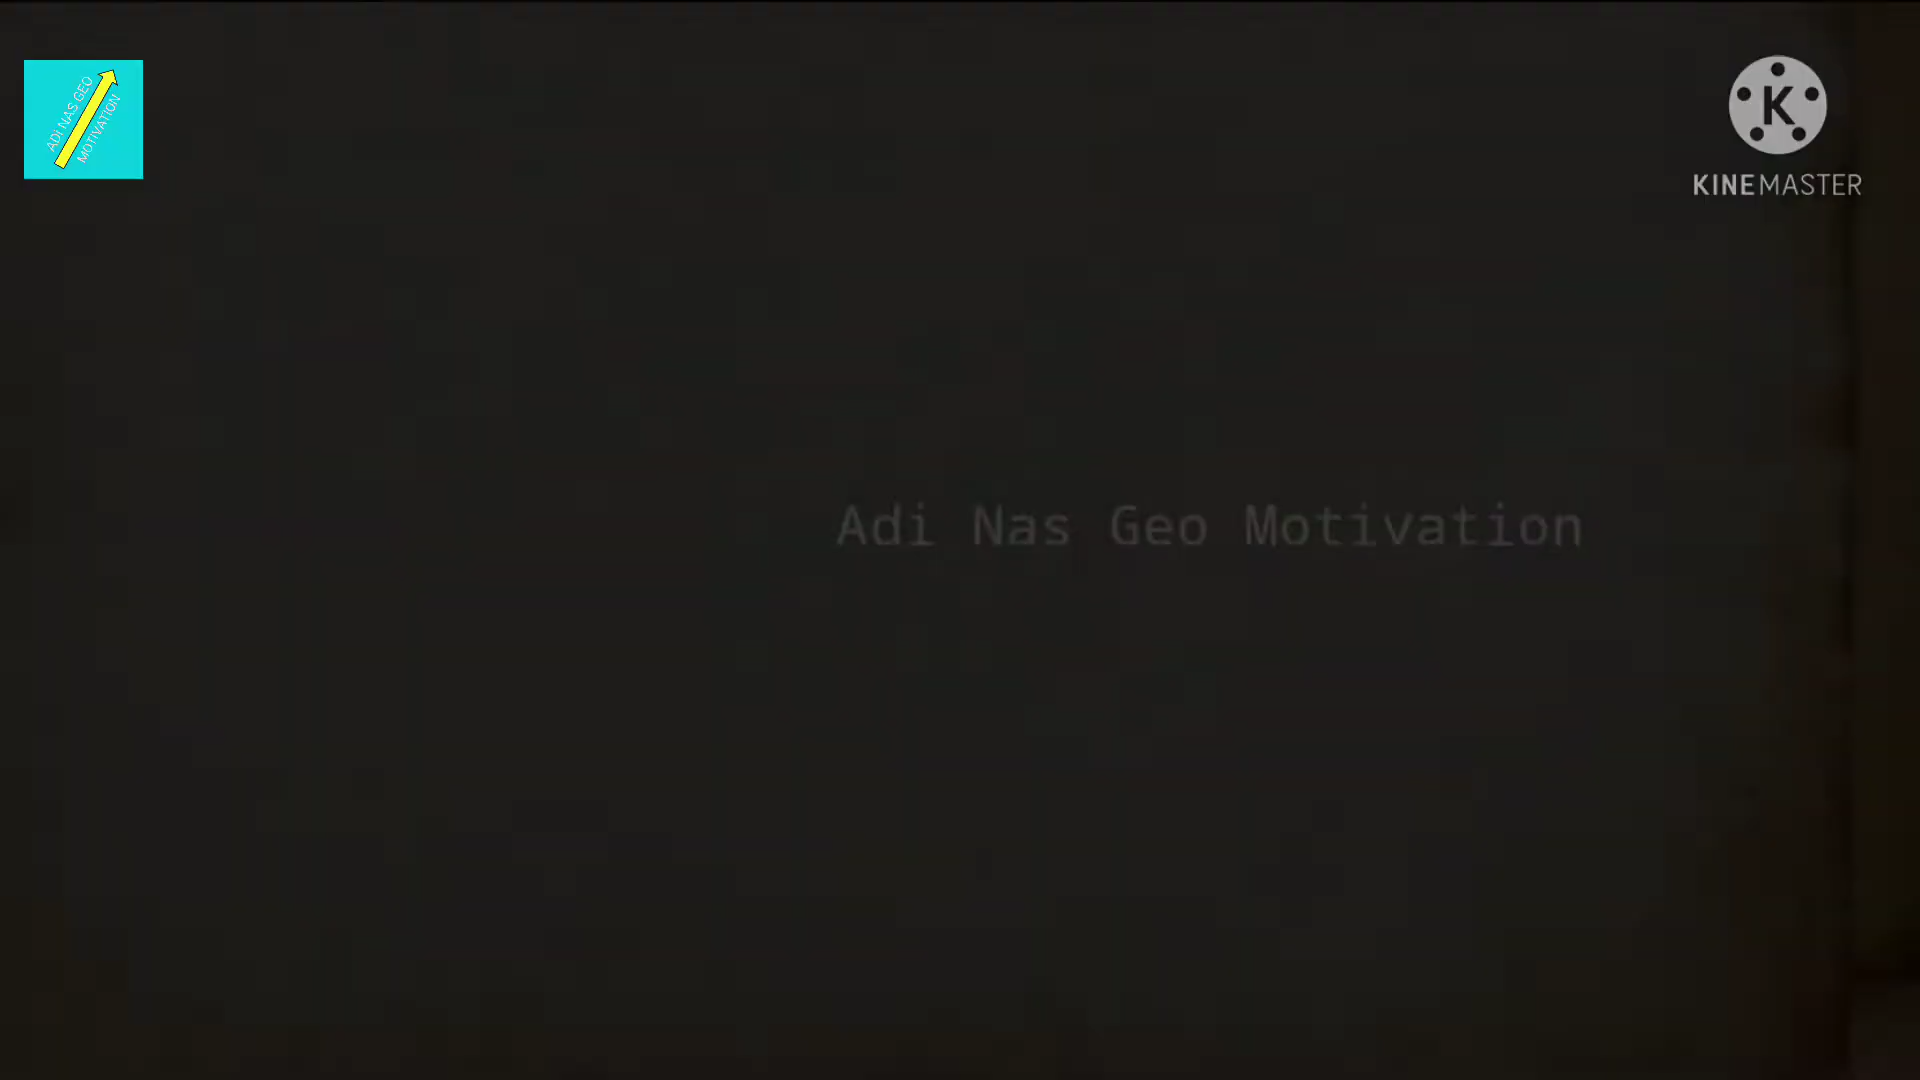 ADI NAS GEO
MOTIVATION
K
KINEMASTER
Adi Nas Geo Motivation